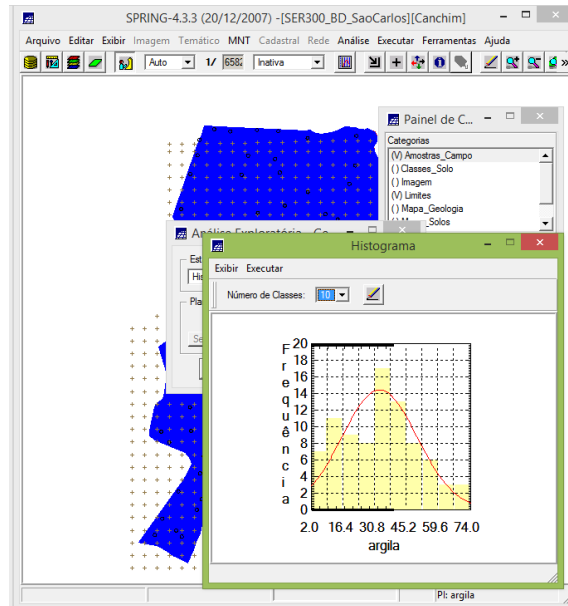 SPRING-4.3.3 (20/12/2007) -[SER300_BD_SaoCarlos][Canchim]
Arquivo Editar Exibir Imagem Temático MNT Cadastral Rede Análise Executar Ferramentas Ajuda
Auto 1/ Inativa
Painel de C...
Categorias
(V) Amostras_Campo
( ) Classes_Solo
( ) Imagem
(V) Limites
( ) Mapa_Geologia
Solos
Histograma
Exibir Executar
Número de Classes: 10
Frequência
20
18
16
14
12
10
8
6
4
2
0
2.0 16.4 30.8 45.2 59.6 74.0
argila
PI: argila